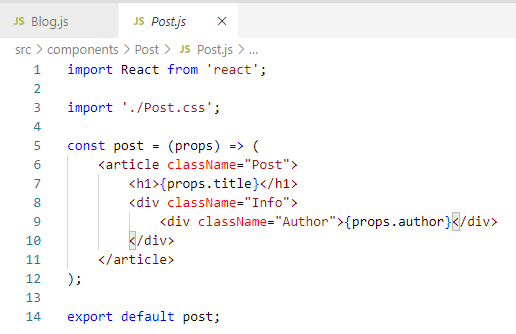 JS Blog.js JS Post.js ×
src > components > Post > JS Post.js > ...
1 import React from 'react';
2
3 import './Post.css';
4
5 const post = (props) => (
6     <article className="Post">
7         <h1>{props.title}</h1>
8         <div className="Info">
9             <div className="Author">{props.author}</div>
10         </div>
11     </article>
12 );
13
14 export default post;